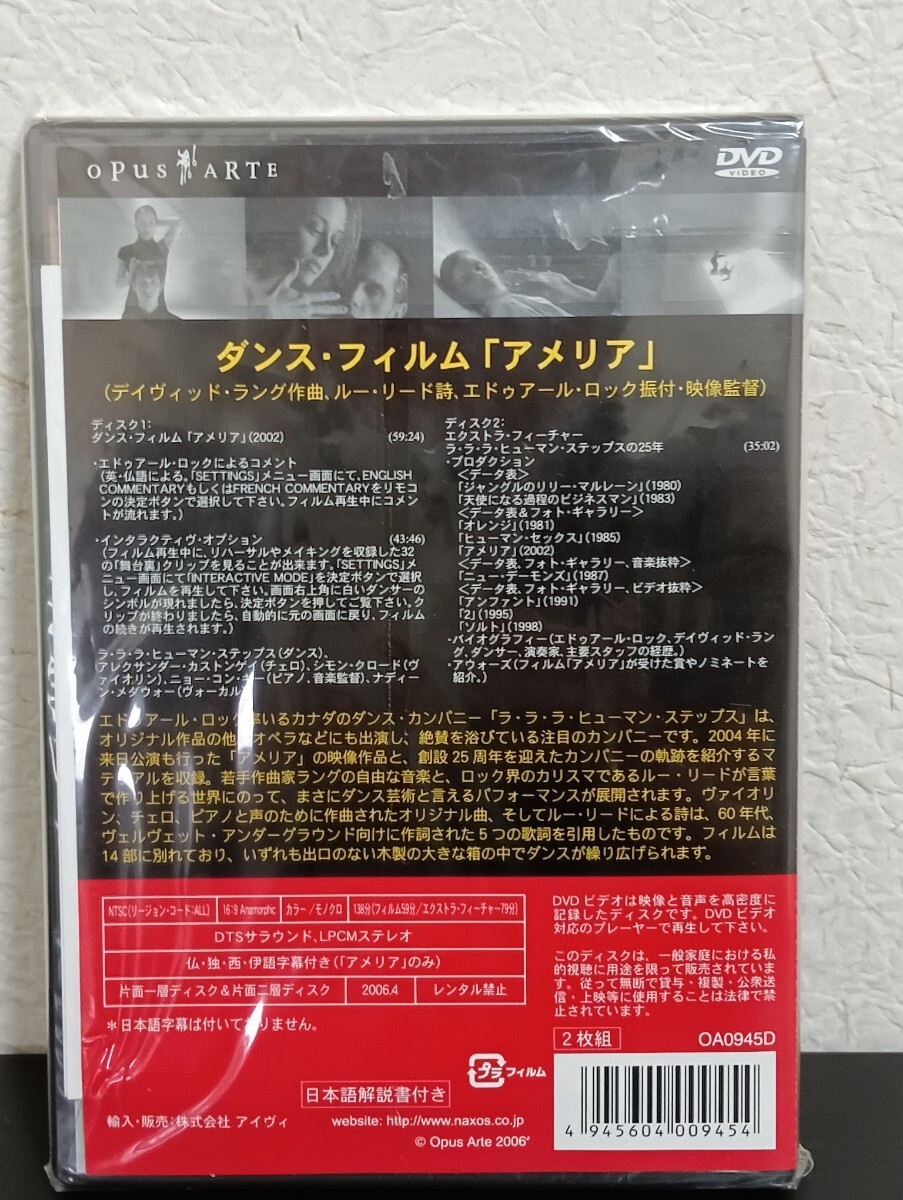 OPUS ARTE
DVD
VIDEO
ダンス・フィルム「アメリア」
(デイヴィッド・ラング作曲、ルー・リード詩、エドゥアール・ロック振付・映像監督)
ディスク1:
ダンス・フィルム「アメリア」(2002) (59:24)
・エドゥアール・ロックによるコメント
(英・仏語による。「SETTINGS」メニュー画面にて、ENGLISH
COMMENTARYもしくはFRENCH COMMENTARYをリモコ
ンの決定ボタンで選択して下さい。フィルム再生中にコメン
トが流れます。)
・インタラクティヴ・オプション (43:46)
(フィルム再生中に、リハーサルやメイキングを収録した32
の「舞台裏」クリップを見ることが出来ます。「SETTINGS」メ
ニュー画面にて「INTERACTIVE MODE」を決定ボタンで選択
し、フィルムを再生して下さい。画面右上角に白いダンサーの
シンボルが現れましたら、決定ボタンを押してご覧下さい。ク
リップが終わりましたら、自動的に元の画面に戻り、フィルム
の続きが再生されます。)
ラ・ラ・ラ・ヒューマン・ステップス(ダンス)、
アレクサンダー・カストンゲイ(チェロ)、シモン・クロード(ヴ
ァイオリン)、ニョー・コン・キー(ピアノ、音楽監督)、ナディー
ン・メダウォー(ヴォーカル)
ディスク2:
エクストラ・フィーチャー
ラ・ラ・ラ・ヒューマン・ステップスの25年 (35:02)
・プロダクション
<データ表>
「ジャングルのリリー・マルレーン」(1980)
「天使になる過程のビジネスマン」(1983)
<データ表&フォト・ギャラリー>
「オレンジ」(1981)
「ヒューマン・セックス」(1985)
「アメリア」(2002)
<データ表、フォト・ギャラリー、音楽抜粋>
「ニュー・デーモンズ」(1987)
<データ表、フォト・ギャラリー、ビデオ抜粋>
「アンファント」(1991)
「2」(1995)
「ソルト」(1998)
・バイオグラフィー(エドゥアール・ロック、デイヴィッド・ラン
グ、ダンサー、演奏家、主要スタッフの経歴。)
・アウォーズ(フィルム「アメリア」が受けた賞やノミネートを
紹介。)
エドゥアール・ロック率いるカナダのダンス・カンパニー「ラ・ラ・ラ・ヒューマン・ステップス」は、
オリジナル作品の他、オペラなどにも出演し、絶賛を浴びている注目のカンパニーです。2004年に
来日公演も行った「アメリア」の映像作品と、創設25周年を迎えたカンパニーの軌跡を紹介するマ
テリアルを収録。若手作曲家ラングの自由な音楽と、ロック界のカリスマであるルー・リードが言葉
で作り上げる世界にのって、まさにダンス芸術と言えるパフォーマンスが展開されます。ヴァイオリ
ン、チェロ、ピアノと声のために作曲されたオリジナル曲、そしてルー・リードによる詩は、60年代、
ヴェルヴェット・アンダーグラウンド向けに作詞された5つの歌詞を引用したものです。フィルムは
14部に別れており、いずれも出口のない木製の大きな箱の中でダンスが繰り広げられます。
NTSC(リージョン・コード:ALL) 16:9 Anamorphic カラー/モノクロ 138分(フィルム59分/エクストラ・フィーチャー79分)
DTSサラウンド、LPCMステレオ
仏・独・西・伊語字幕付き(「アメリア」のみ)
片面一層ディスク&片面二層ディスク 2006.4 レンタル禁止
*日本語字幕は付いておりません。
DVDビデオは映像と音声を高密度に
記録したディスクです。DVDビデオ
対応のプレーヤーで再生して下さい。
このディスクは、一般家庭における私
的視聴に用途を限って販売されていま
す。従って無断で貸与・複製・公衆送
信・上映等に使用することは法律で禁
止されています。
2枚組 OA0945D
プラ フィルム
日本語解説書付き
輸入・販売:株式会社 アイヴィ website: http://www.naxos.co.jp
© Opus Arte 2006
4 945604 009454